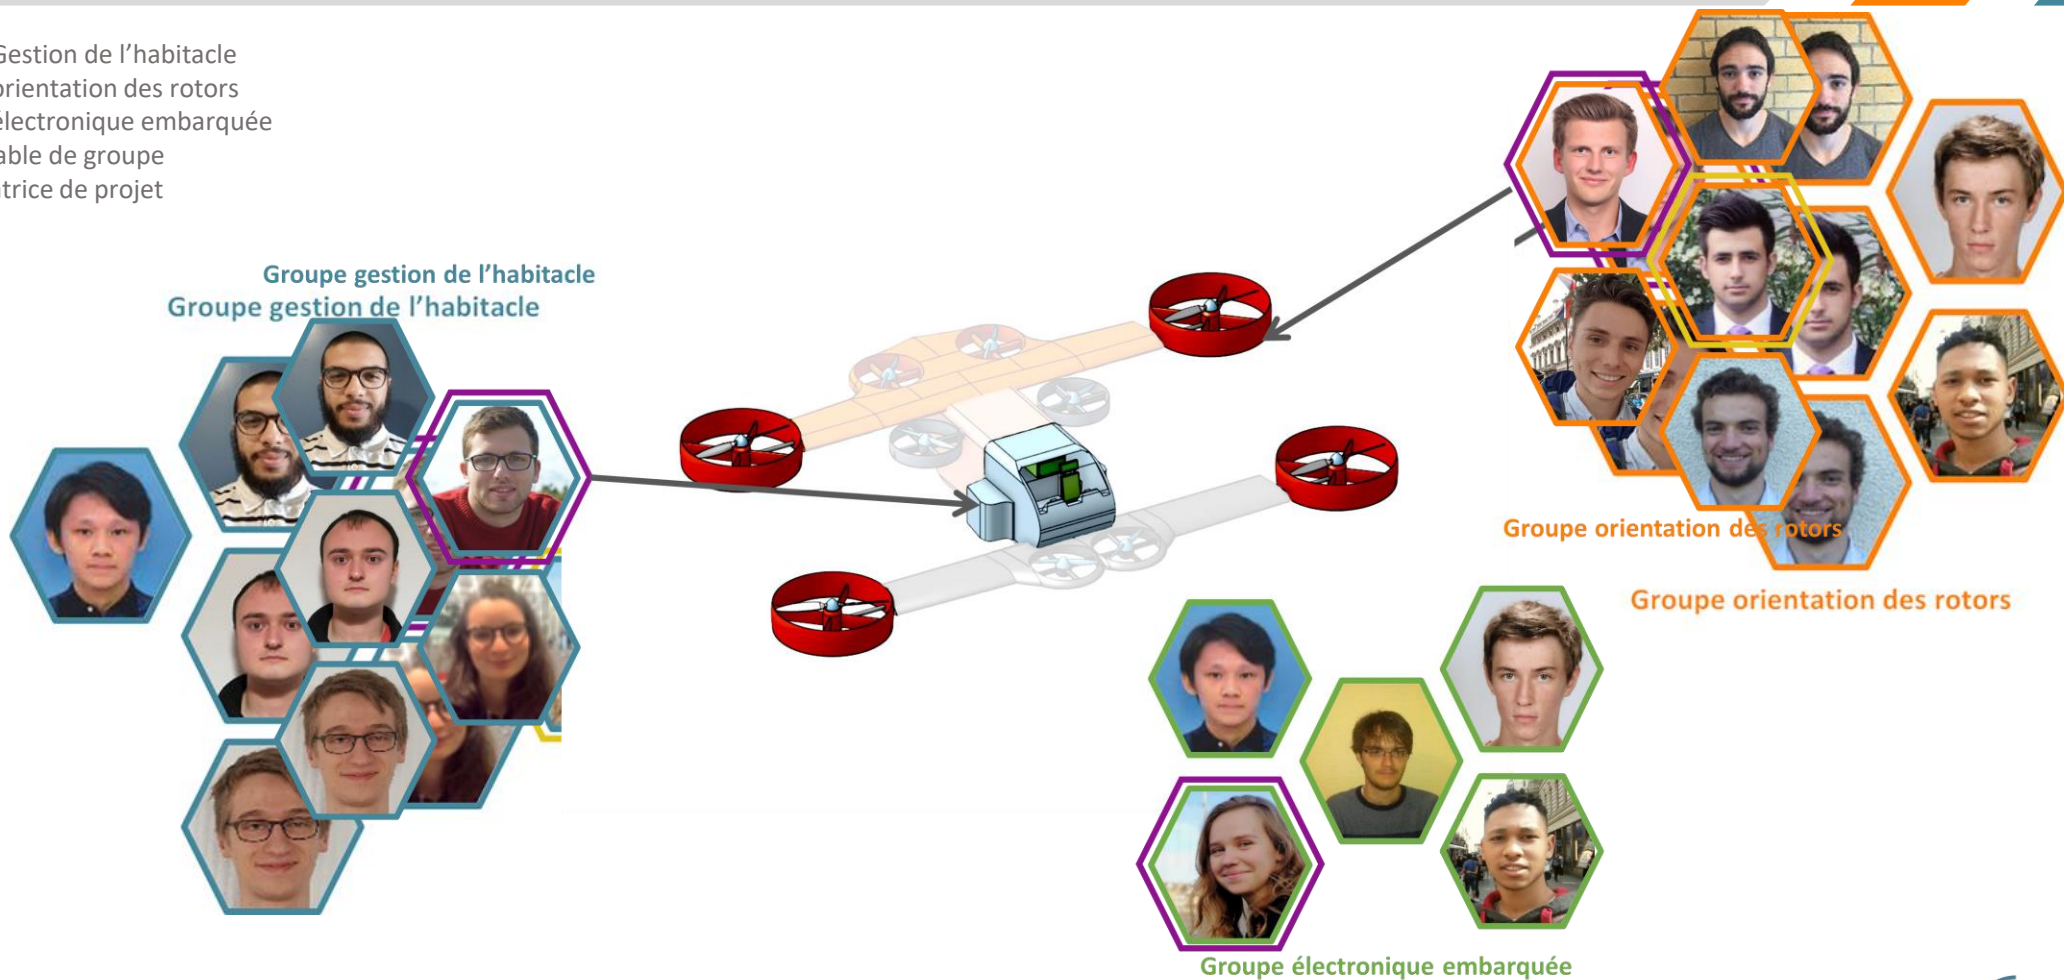 Gestion de l'habitacle
orientation des rotors
électronique embarquée
able de groupe
trice de projet
Groupe gestion de l'habitacle
Groupe gestion de l'habitacle
Groupe orientation des rotors
Groupe orientation des rotors
Groupe électronique embarquée